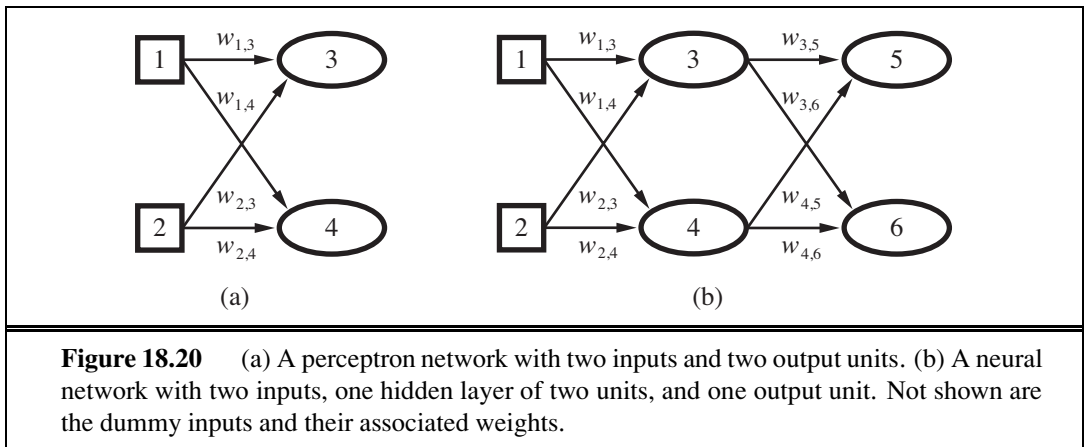 1 w1,3 3
w1,4
w2,3
2 w2,4 4
(a)
1 w1,3 3 w3,5 5
w1,4 w3,6
w2,3 w4,5
2 w2,4 4 w4,6 6
(b)
Figure 18.20 (a) A perceptron network with two inputs and two output units. (b) A neural
network with two inputs, one hidden layer of two units, and one output unit. Not shown are
the dummy inputs and their associated weights.